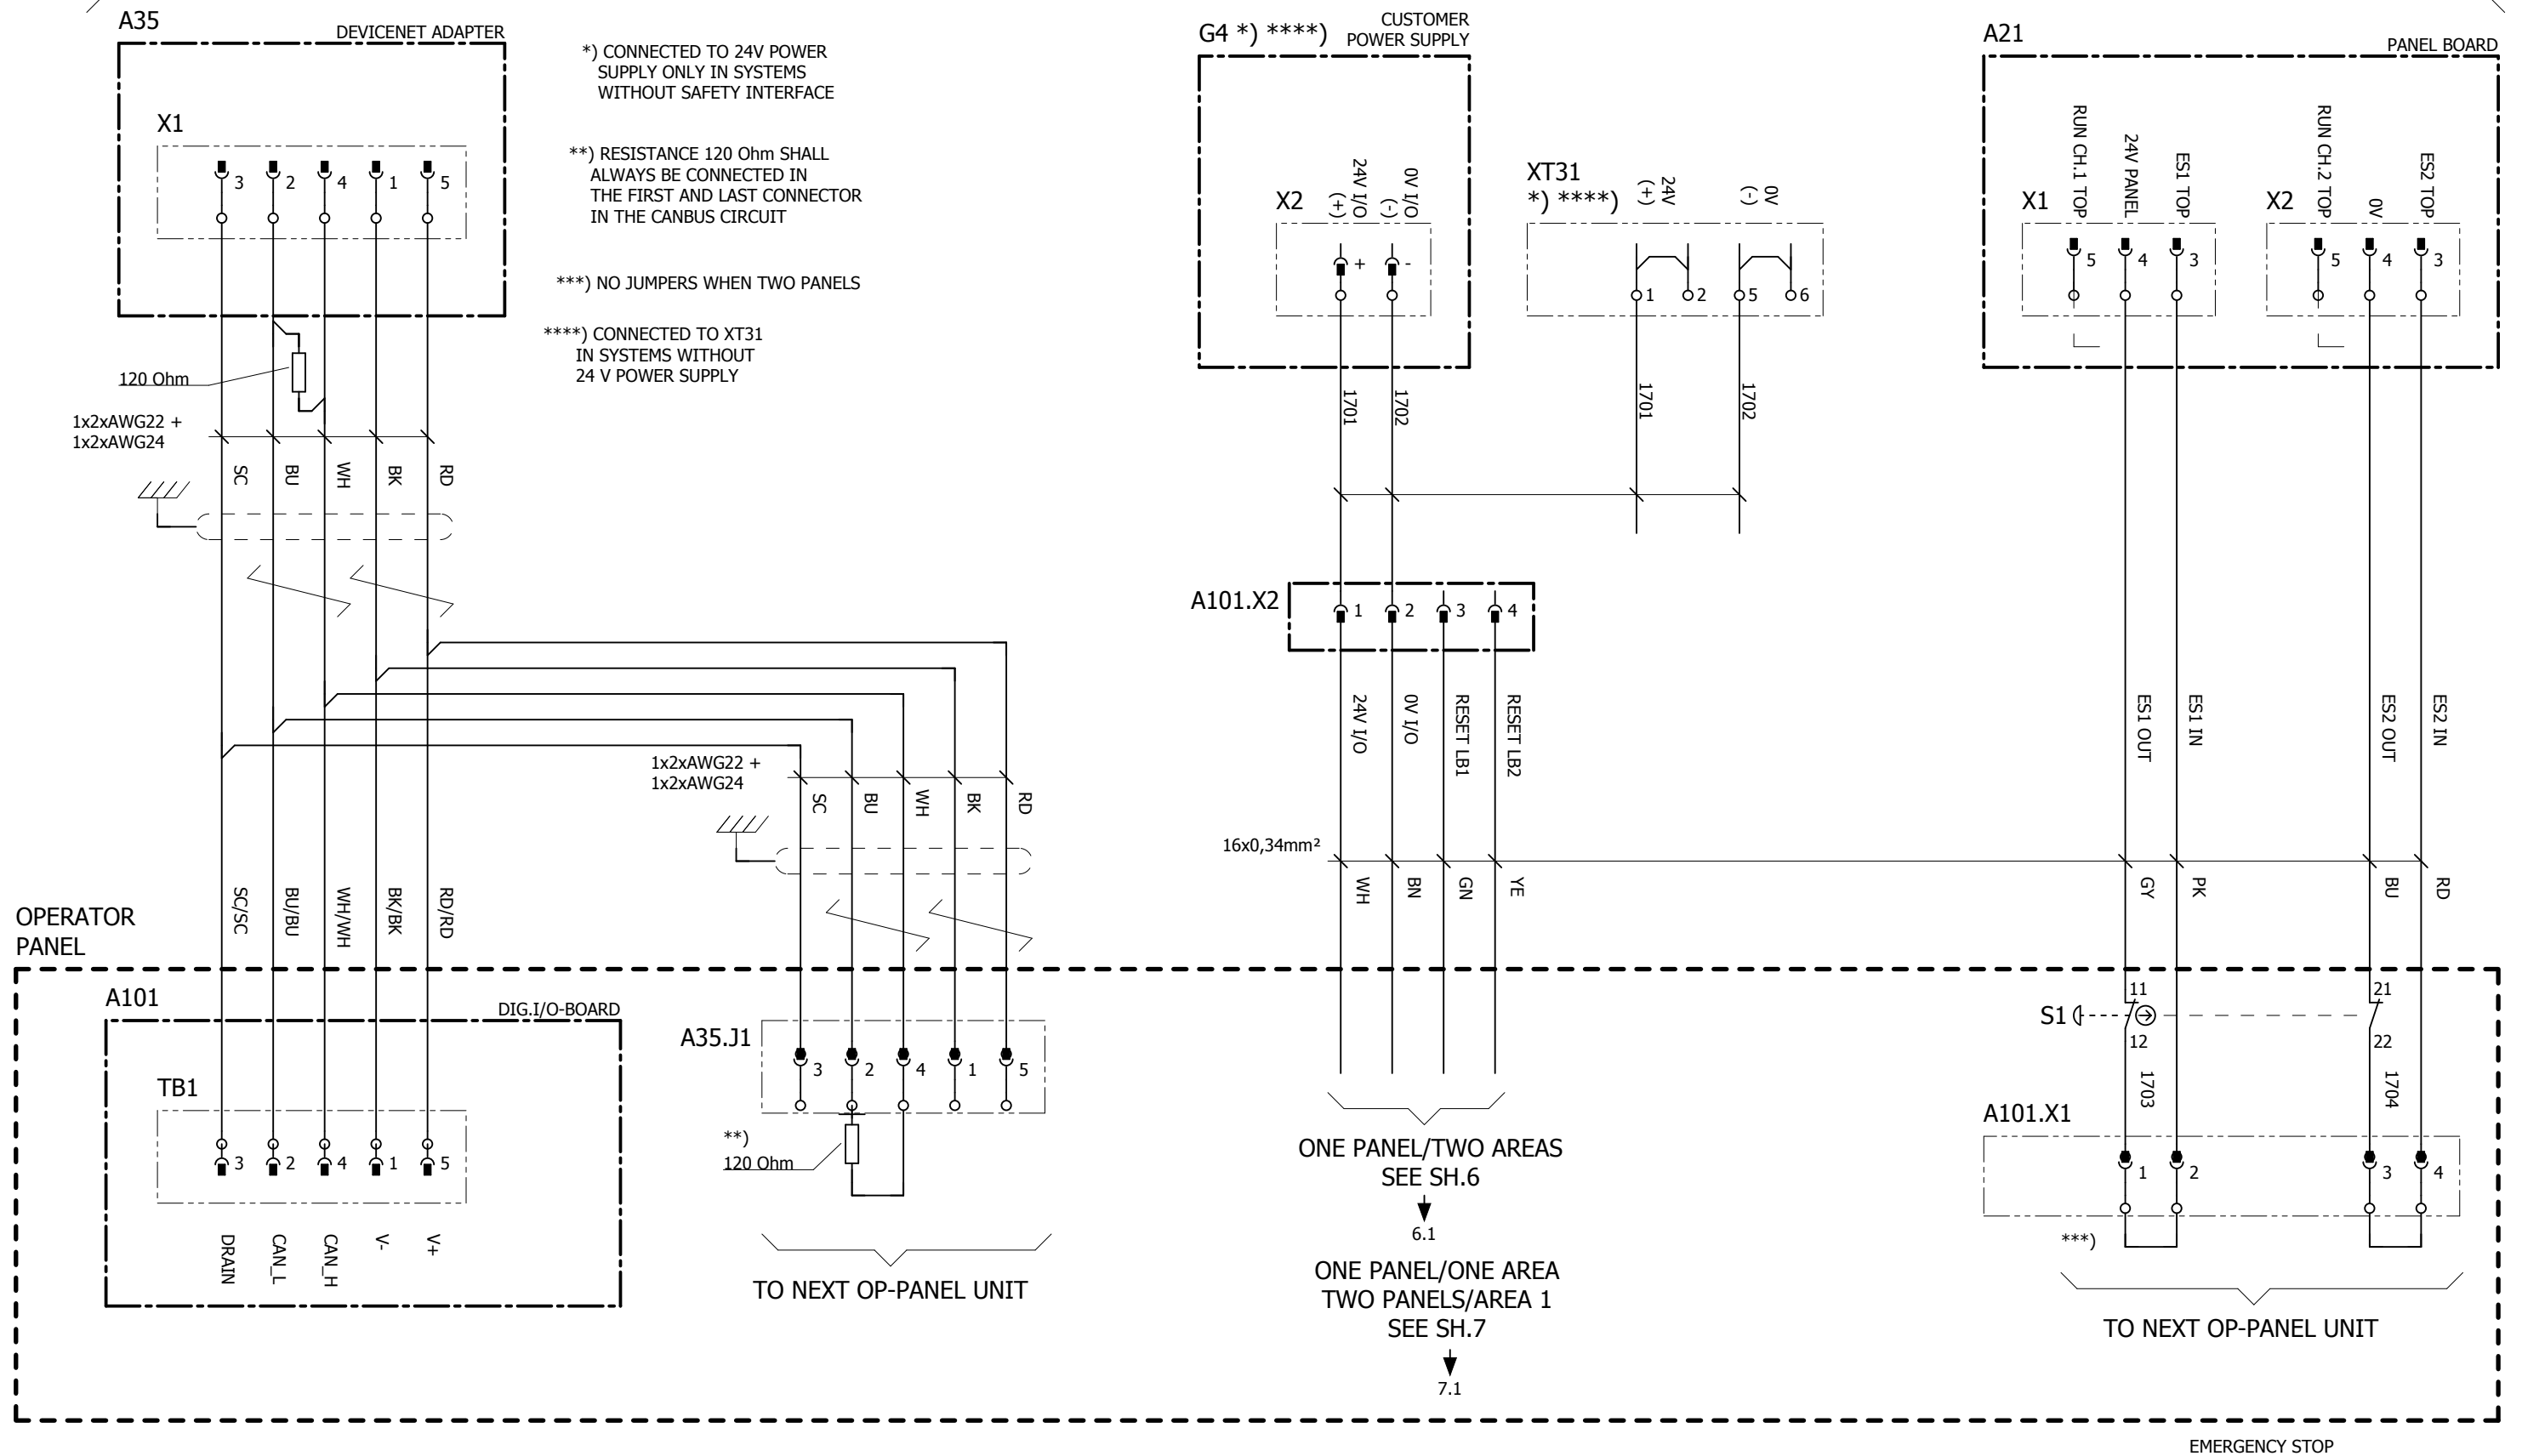 A35
DEVICENET ADAPTER
X1
3
2
4
1
5
*) CONNECTED TO 24V POWER
SUPPLY ONLY IN SYSTEMS
WITHOUT SAFETY INTERFACE
**) RESISTANCE 120 Ohm SHALL
ALWAYS BE CONNECTED IN
THE FIRST AND LAST CONNECTOR
IN THE CANBUS CIRCUIT
***) NO JUMPERS WHEN TWO PANELS
****) CONNECTED TO XT31
IN SYSTEMS WITHOUT
24 V POWER SUPPLY
120 Ohm
1x2xAWG22 +
1x2xAWG24
SC
BU
WH
BK
RD
G4 *) ****)
CUSTOMER
POWER SUPPLY
X2
24V I/O
(+)
0V I/O
(-)
+
-
XT31
*) ****)
24V
(+)
0V
(-)
1
2
5
6
1701
1702
1701
1702
A21
PANEL BOARD
X1
RUN CH.1 TOP
24V PANEL
ES1 TOP
5
4
3
X2
RUN CH.2 TOP
0V
ES2 TOP
5
4
3
A101.X2
1
2
3
4
24V I/O
0V I/O
RESET LB1
RESET LB2
ES1 OUT
ES1 IN
ES2 OUT
ES2 IN
1x2xAWG22 +
1x2xAWG24
SC
BU
WH
BK
RD
16x0,34mm²
WH
BN
GN
YE
GY
PK
BU
RD
SC/SC
BU/BU
WH/WH
BK/BK
RD/RD
OPERATOR
PANEL
A101
DIG.I/O-BOARD
TB1
3
2
4
1
5
DRAIN
CAN_L
CAN_H
V-
V+
A35.J1
3
2
4
1
5
**)
120 Ohm
TO NEXT OP-PANEL UNIT
ONE PANEL/TWO AREAS
SEE SH.6
6.1
ONE PANEL/ONE AREA
TWO PANELS/AREA 1
SEE SH.7
7.1
S1
11
12
21
22
1703
1704
A101.X1
1
2
3
4
***)
TO NEXT OP-PANEL UNIT
EMERGENCY STOP